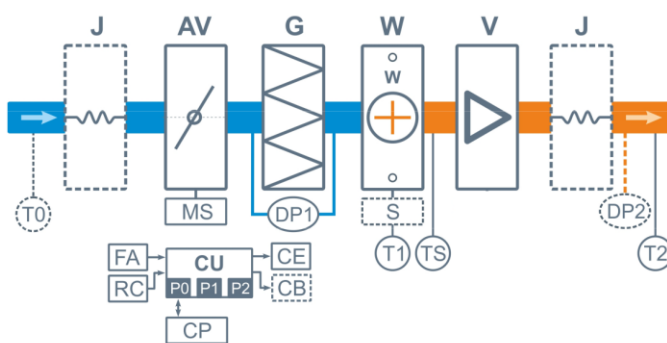 J AV G W V J
W
T0 MS DP1 S DP2
T1 TS T2
FA CU CE
RC P0 P1 P2 CB
CP